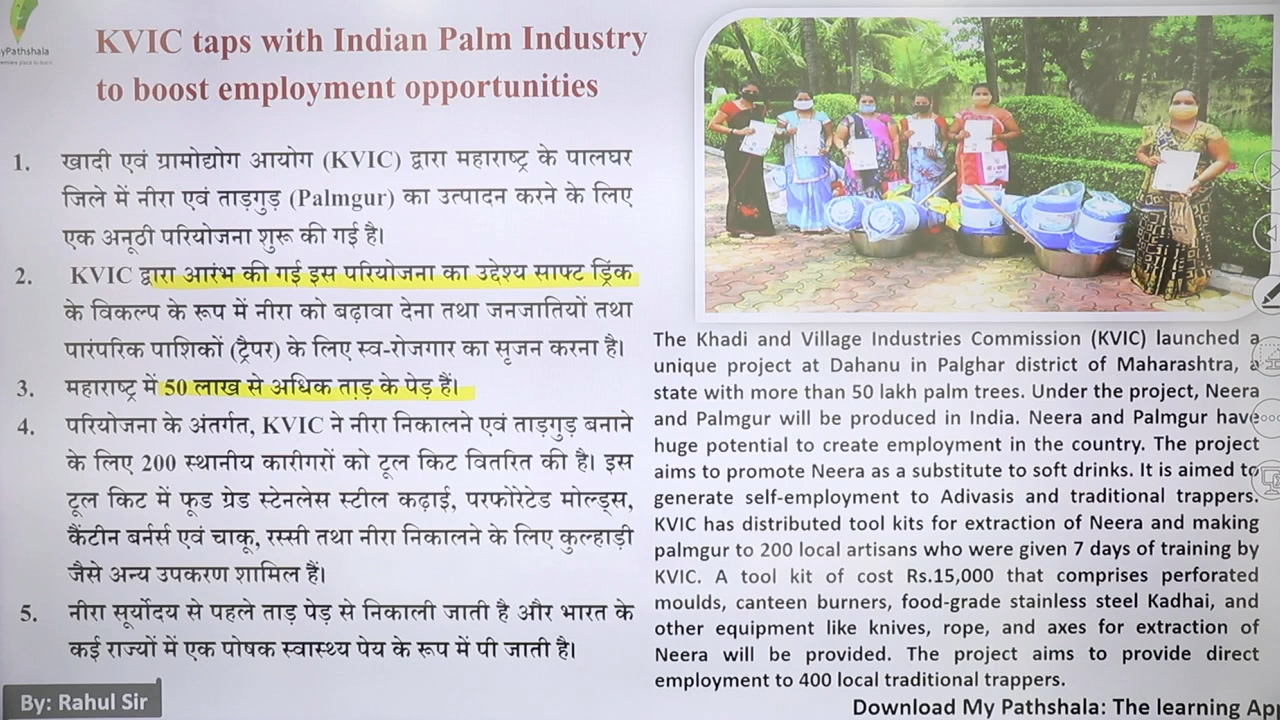 yPathshala
KVIC taps with Indian Palm Industry
to boost employment opportunities
1. खादी एवं ग्रामोद्योग आयोग (KVIC) द्वारा महाराष्ट्र के पालघर
जिले में नीरा एवं ताड़गुड़ (Palmgur) का उत्पादन करने के लिए
एक अनूठी परियोजना शुरू की गई है।
2. KVIC द्वारा आरंभ की गई इस परियोजना का उद्देश्य साफ्ट ड्रिंक
के विकल्प के रूप में नीरा को बढ़ावा देना तथा जनजातियों तथा
पारंपरिक पाशिकों (ट्रैपर) के लिए स्व-रोजगार का सृजन करना है।
3. महाराष्ट्र में 50 लाख से अधिक ताड़ के पेड़ हैं।
4. परियोजना के अंतर्गत, KVIC ने नीरा निकालने एवं ताड़गुड़ बनाने
के लिए 200 स्थानीय कारीगरों को टूल किट वितरित की है। इस
टूल किट में फूड ग्रेड स्टेनलेस स्टील कढ़ाई, परफोरेटेड मोल्ड्स,
कैंटीन बर्नर्स एवं चाकू, रस्सी तथा नीरा निकालने के लिए कुल्हाड़ी
जैसे अन्य उपकरण शामिल हैं।
5. नीरा सूर्योदय से पहले ताड़ पेड़ से निकाली जाती है और भारत के
कई राज्यों में एक पोषक स्वास्थ्य पेय के रूप में पी जाती है।
The Khadi and Village Industries Commission (KVIC) launched a
unique project at Dahanu in Palghar district of Maharashtra, a
state with more than 50 lakh palm trees. Under the project, Neera
and Palmgur will be produced in India. Neera and Palmgur have
huge potential to create employment in the country. The project
aims to promote Neera as a substitute to soft drinks. It is aimed to
generate self-employment to Adivasis and traditional trappers.
KVIC has distributed tool kits for extraction of Neera and making
palmgur to 200 local artisans who were given 7 days of training by
KVIC. A tool kit of cost Rs.15,000 that comprises perforated
moulds, canteen burners, food-grade stainless steel Kadhai, and
other equipment like knives, rope, and axes for extraction of
Neera will be provided. The project aims to provide direct
employment to 400 local traditional trappers.
By: Rahul Sir
Download My Pathshala: The learning Ap